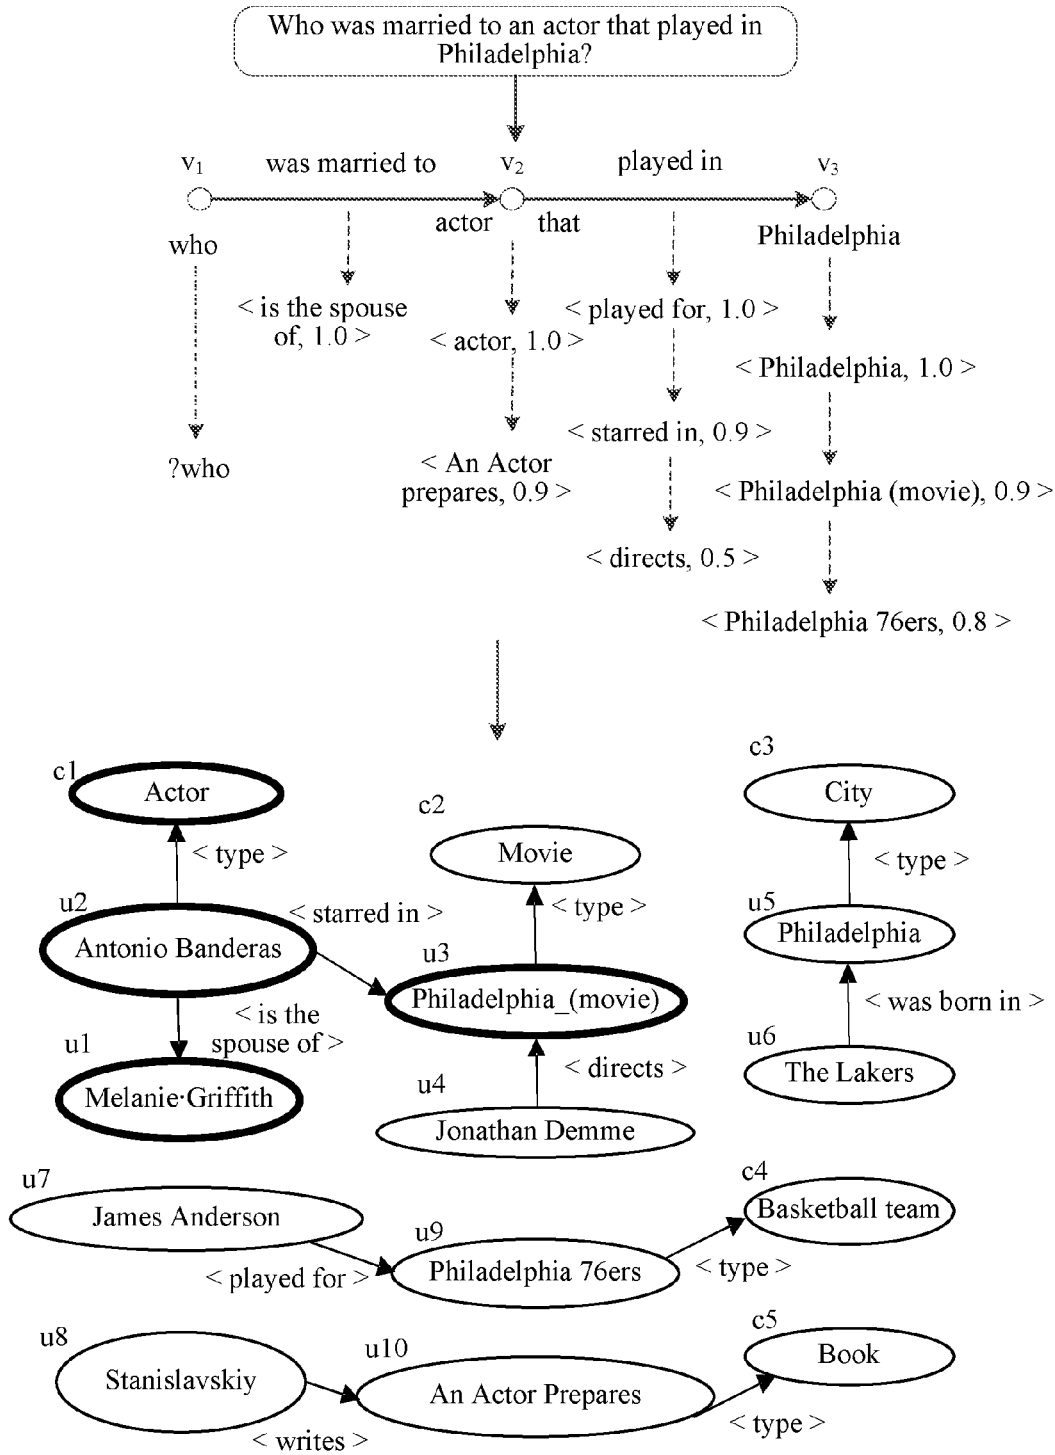 Who was married to an actor that played in
Philadelphia?
v1 was married to v2 played in v3
actor that
who Philadelphia
< is the spouse
of, 1.0 >
< played for, 1.0 >
< actor, 1.0 >
< Philadelphia, 1.0 >
< starred in, 0.9 >
?who
< An Actor
prepares, 0.9 >
< Philadelphia (movie), 0.9 >
< directs, 0.5 >
< Philadelphia 76ers, 0.8 >
c1
Actor
< type >
u2
Antonio Banderas
< starred in >
< is the
spouse of >
u1
Melanie·Griffith
c2
Movie
< type >
u3
Philadelphia_(movie)
< directs >
u4
Jonathan Demme
c3
City
< type >
u5
Philadelphia
< was born in >
u6
The Lakers
u7
James Anderson
< played for >
u9
Philadelphia 76ers
< type >
c4
Basketball team
u8
Stanislavskiy
< writes >
u10
An Actor Prepares
< type >
c5
Book